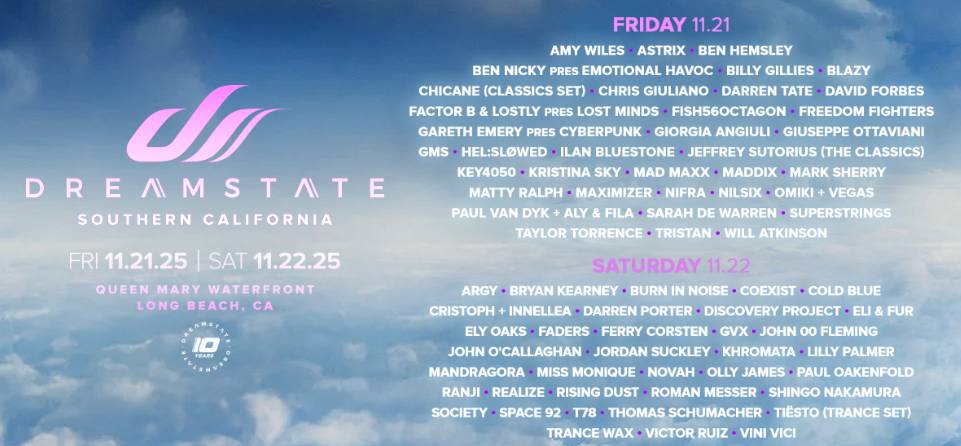 DREAMSTATE
SOUTHERN CALIFORNIA
FRI 11.21.25 | SAT 11.22.25
QUEEN MARY WATERFRONT
LONG BEACH, CA
DREAMSTATE • DREAMSTATE •
10
YEARS
FRIDAY 11.21
AMY WILES • ASTRIX • BEN HEMSLEY
BEN NICKY PRES EMOTIONAL HAVOC • BILLY GILLIES • BLAZY
CHICANE (CLASSICS SET) • CHRIS GIULIANO • DARREN TATE • DAVID FORBES
FACTOR B & LOSTLY PRES LOST MINDS • FISH56OCTAGON • FREEDOM FIGHTERS
GARETH EMERY PRES CYBERPUNK • GIORGIA ANGIULI • GIUSEPPE OTTAVIANI
GMS • HEL:SLØWED • ILAN BLUESTONE • JEFFREY SUTORIUS (THE CLASSICS)
KEY4050 • KRISTINA SKY • MAD MAXX • MADDIX • MARK SHERRY
MATTY RALPH • MAXIMIZER • NIFRA • NILSIX • OMIKI + VEGAS
PAUL VAN DYK + ALY & FILA • SARAH DE WARREN • SUPERSTRINGS
TAYLOR TORRENCE • TRISTAN • WILL ATKINSON
SATURDAY 11.22
ARGY • BRYAN KEARNEY • BURN IN NOISE • COEXIST • COLD BLUE
CRISTOPH + INNELLEA • DARREN PORTER • DISCOVERY PROJECT • ELI & FUR
ELY OAKS • FADERS • FERRY CORSTEN • GVX • JOHN 00 FLEMING
JOHN O'CALLAGHAN • JORDAN SUCKLEY • KHROMATA • LILLY PALMER
MANDRAGORA • MISS MONIQUE • NOVAH • OLLY JAMES • PAUL OAKENFOLD
RANJI • REALIZE • RISING DUST • ROMAN MESSER • SHINGO NAKAMURA
SOCIETY • SPACE 92 • T78 • THOMAS SCHUMACHER • TIËSTO (TRANCE SET)
TRANCE WAX • VICTOR RUIZ • VINI VICI